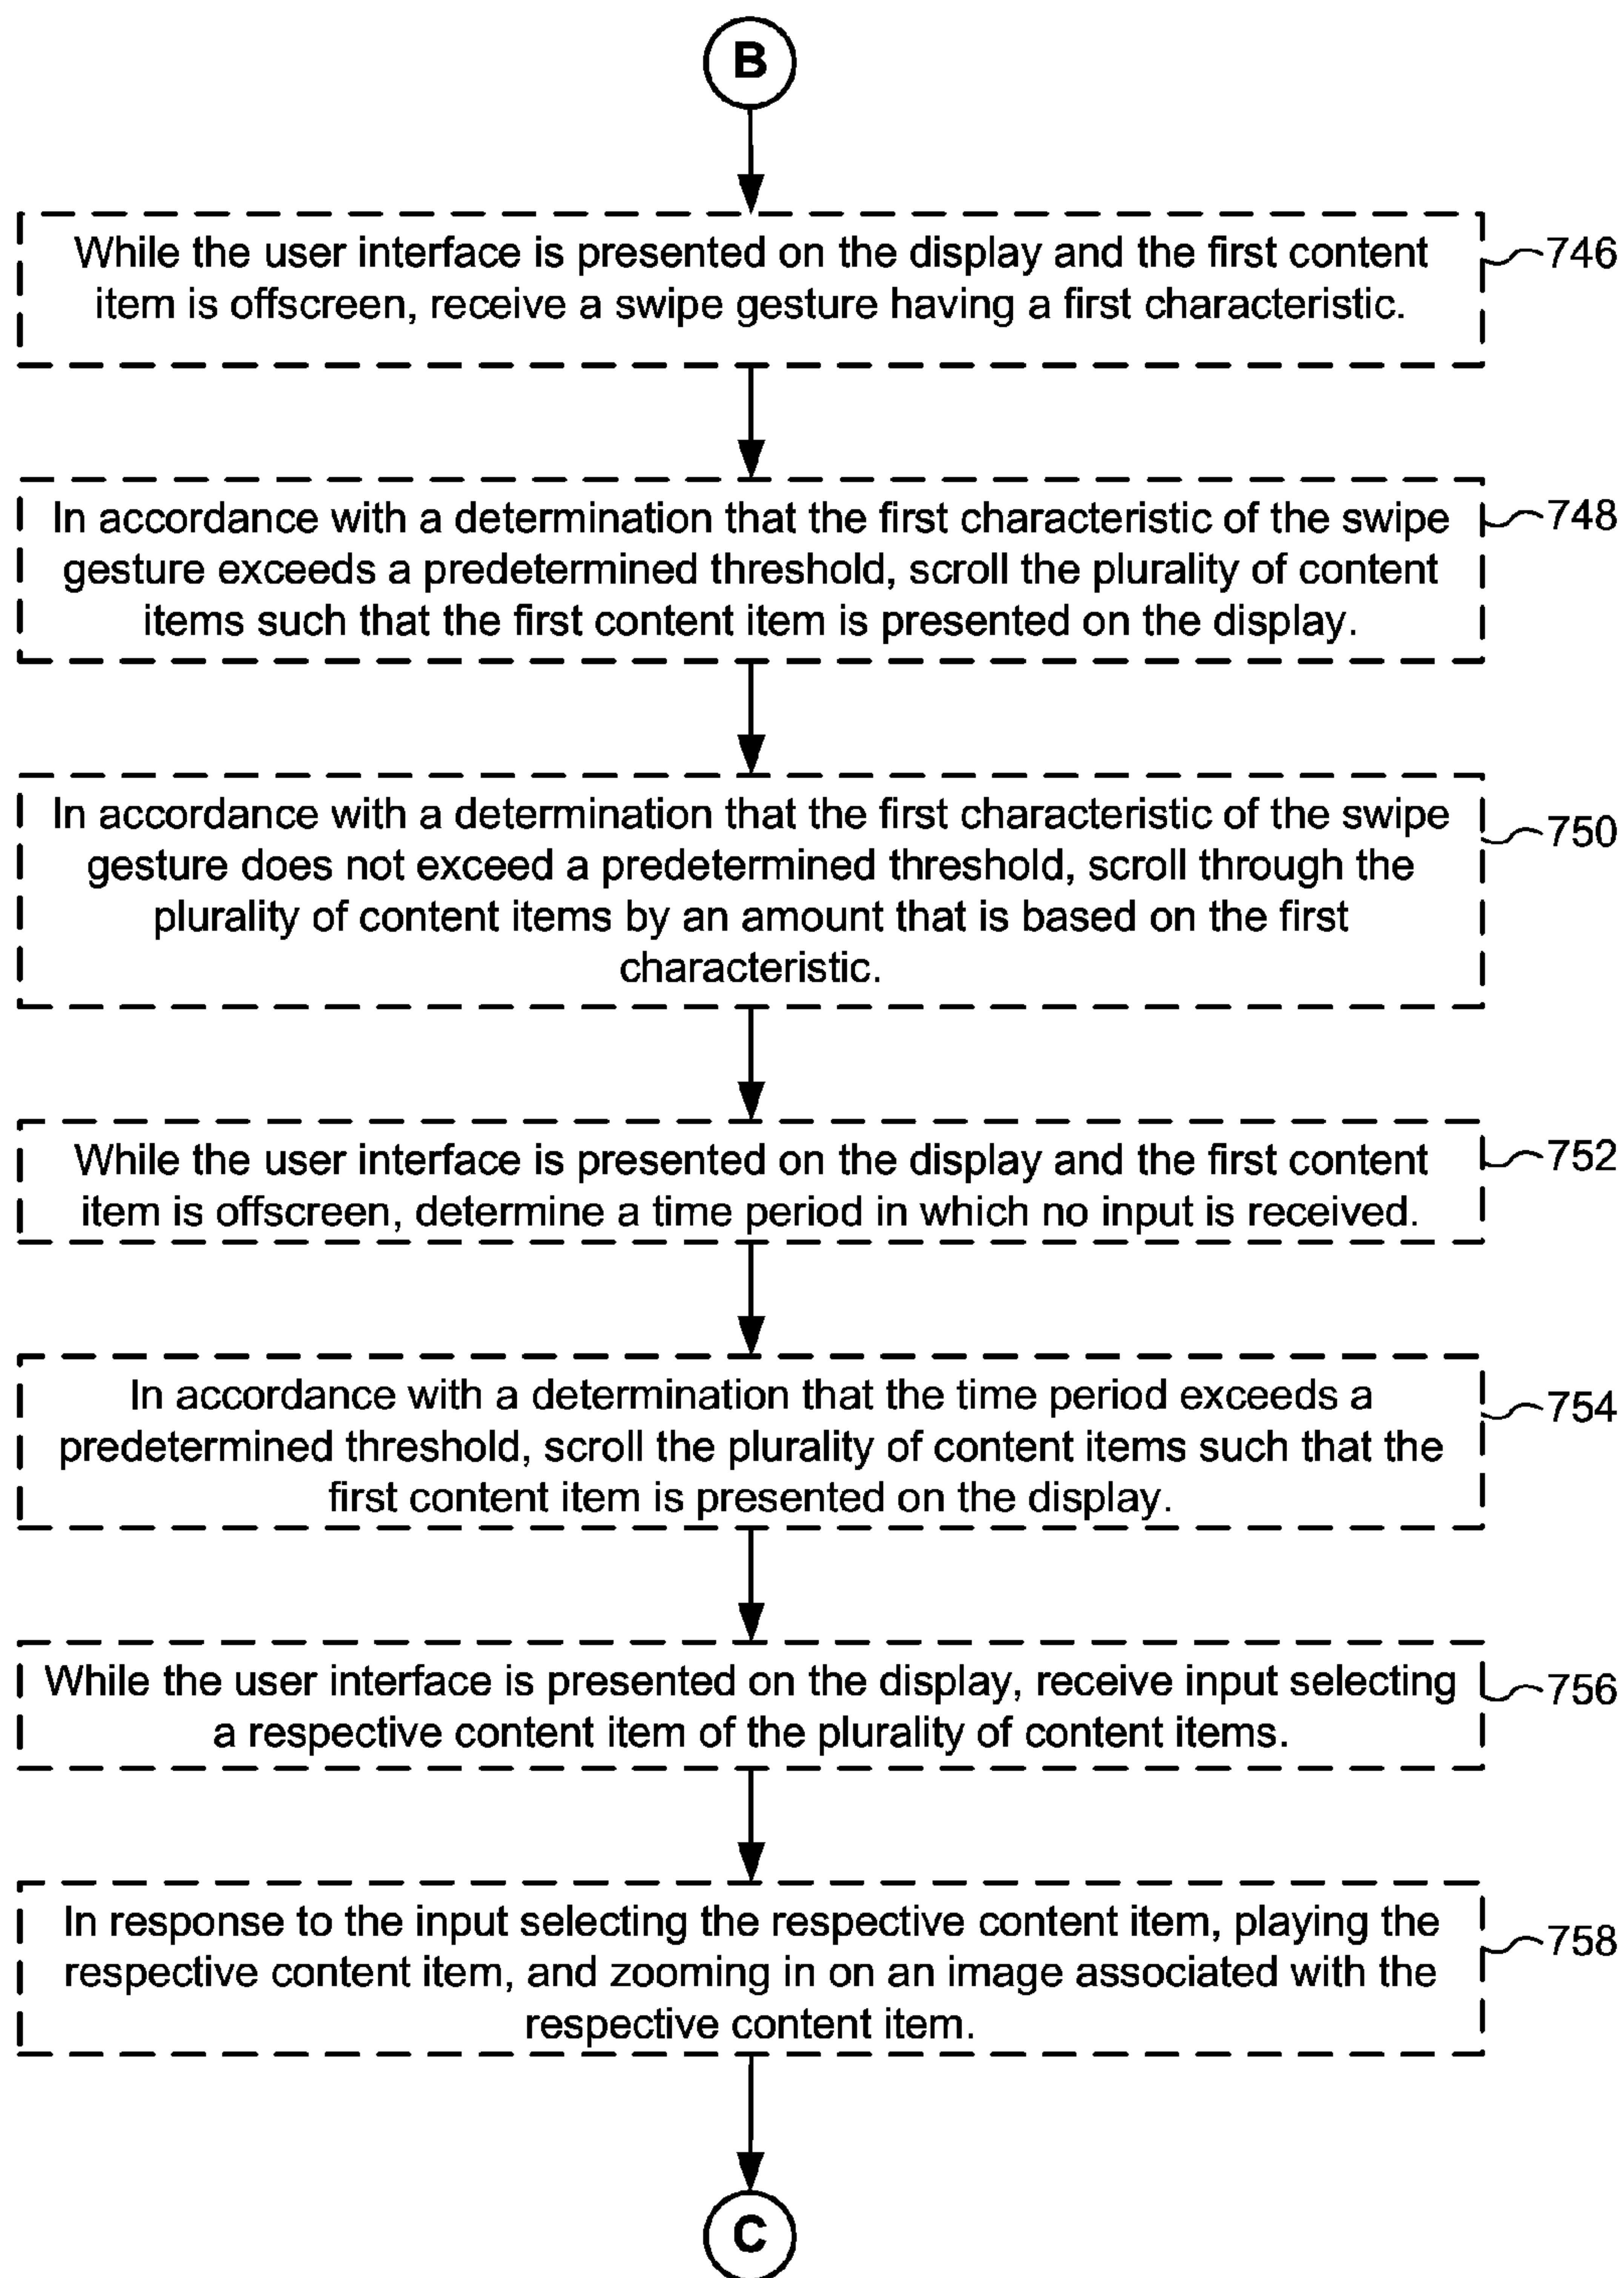 B
While the user interface is presented on the display and the first content
item is offscreen, receive a swipe gesture having a first characteristic.
746
In accordance with a determination that the first characteristic of the swipe
gesture exceeds a predetermined threshold, scroll the plurality of content
items such that the first content item is presented on the display.
748
In accordance with a determination that the first characteristic of the swipe
gesture does not exceed a predetermined threshold, scroll through the
plurality of content items by an amount that is based on the first
characteristic.
750
While the user interface is presented on the display and the first content
item is offscreen, determine a time period in which no input is received.
752
In accordance with a determination that the time period exceeds a
predetermined threshold, scroll the plurality of content items such that the
first content item is presented on the display.
754
While the user interface is presented on the display, receive input selecting
a respective content item of the plurality of content items.
756
In response to the input selecting the respective content item, playing the
respective content item, and zooming in on an image associated with the
respective content item.
758
C